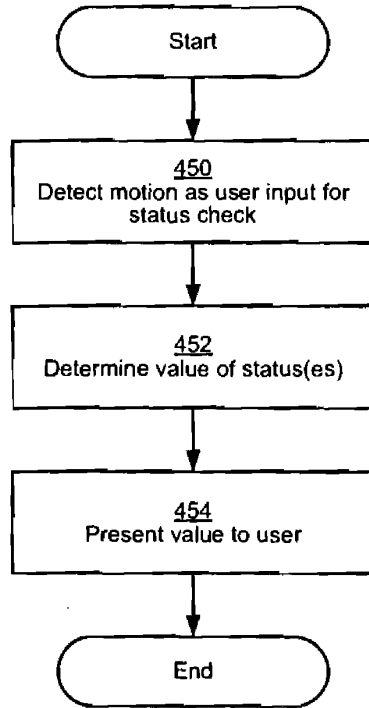 Start
450
Detect motion as user input for
status check
452
Determine value of status(es)
454
Present value to user
End